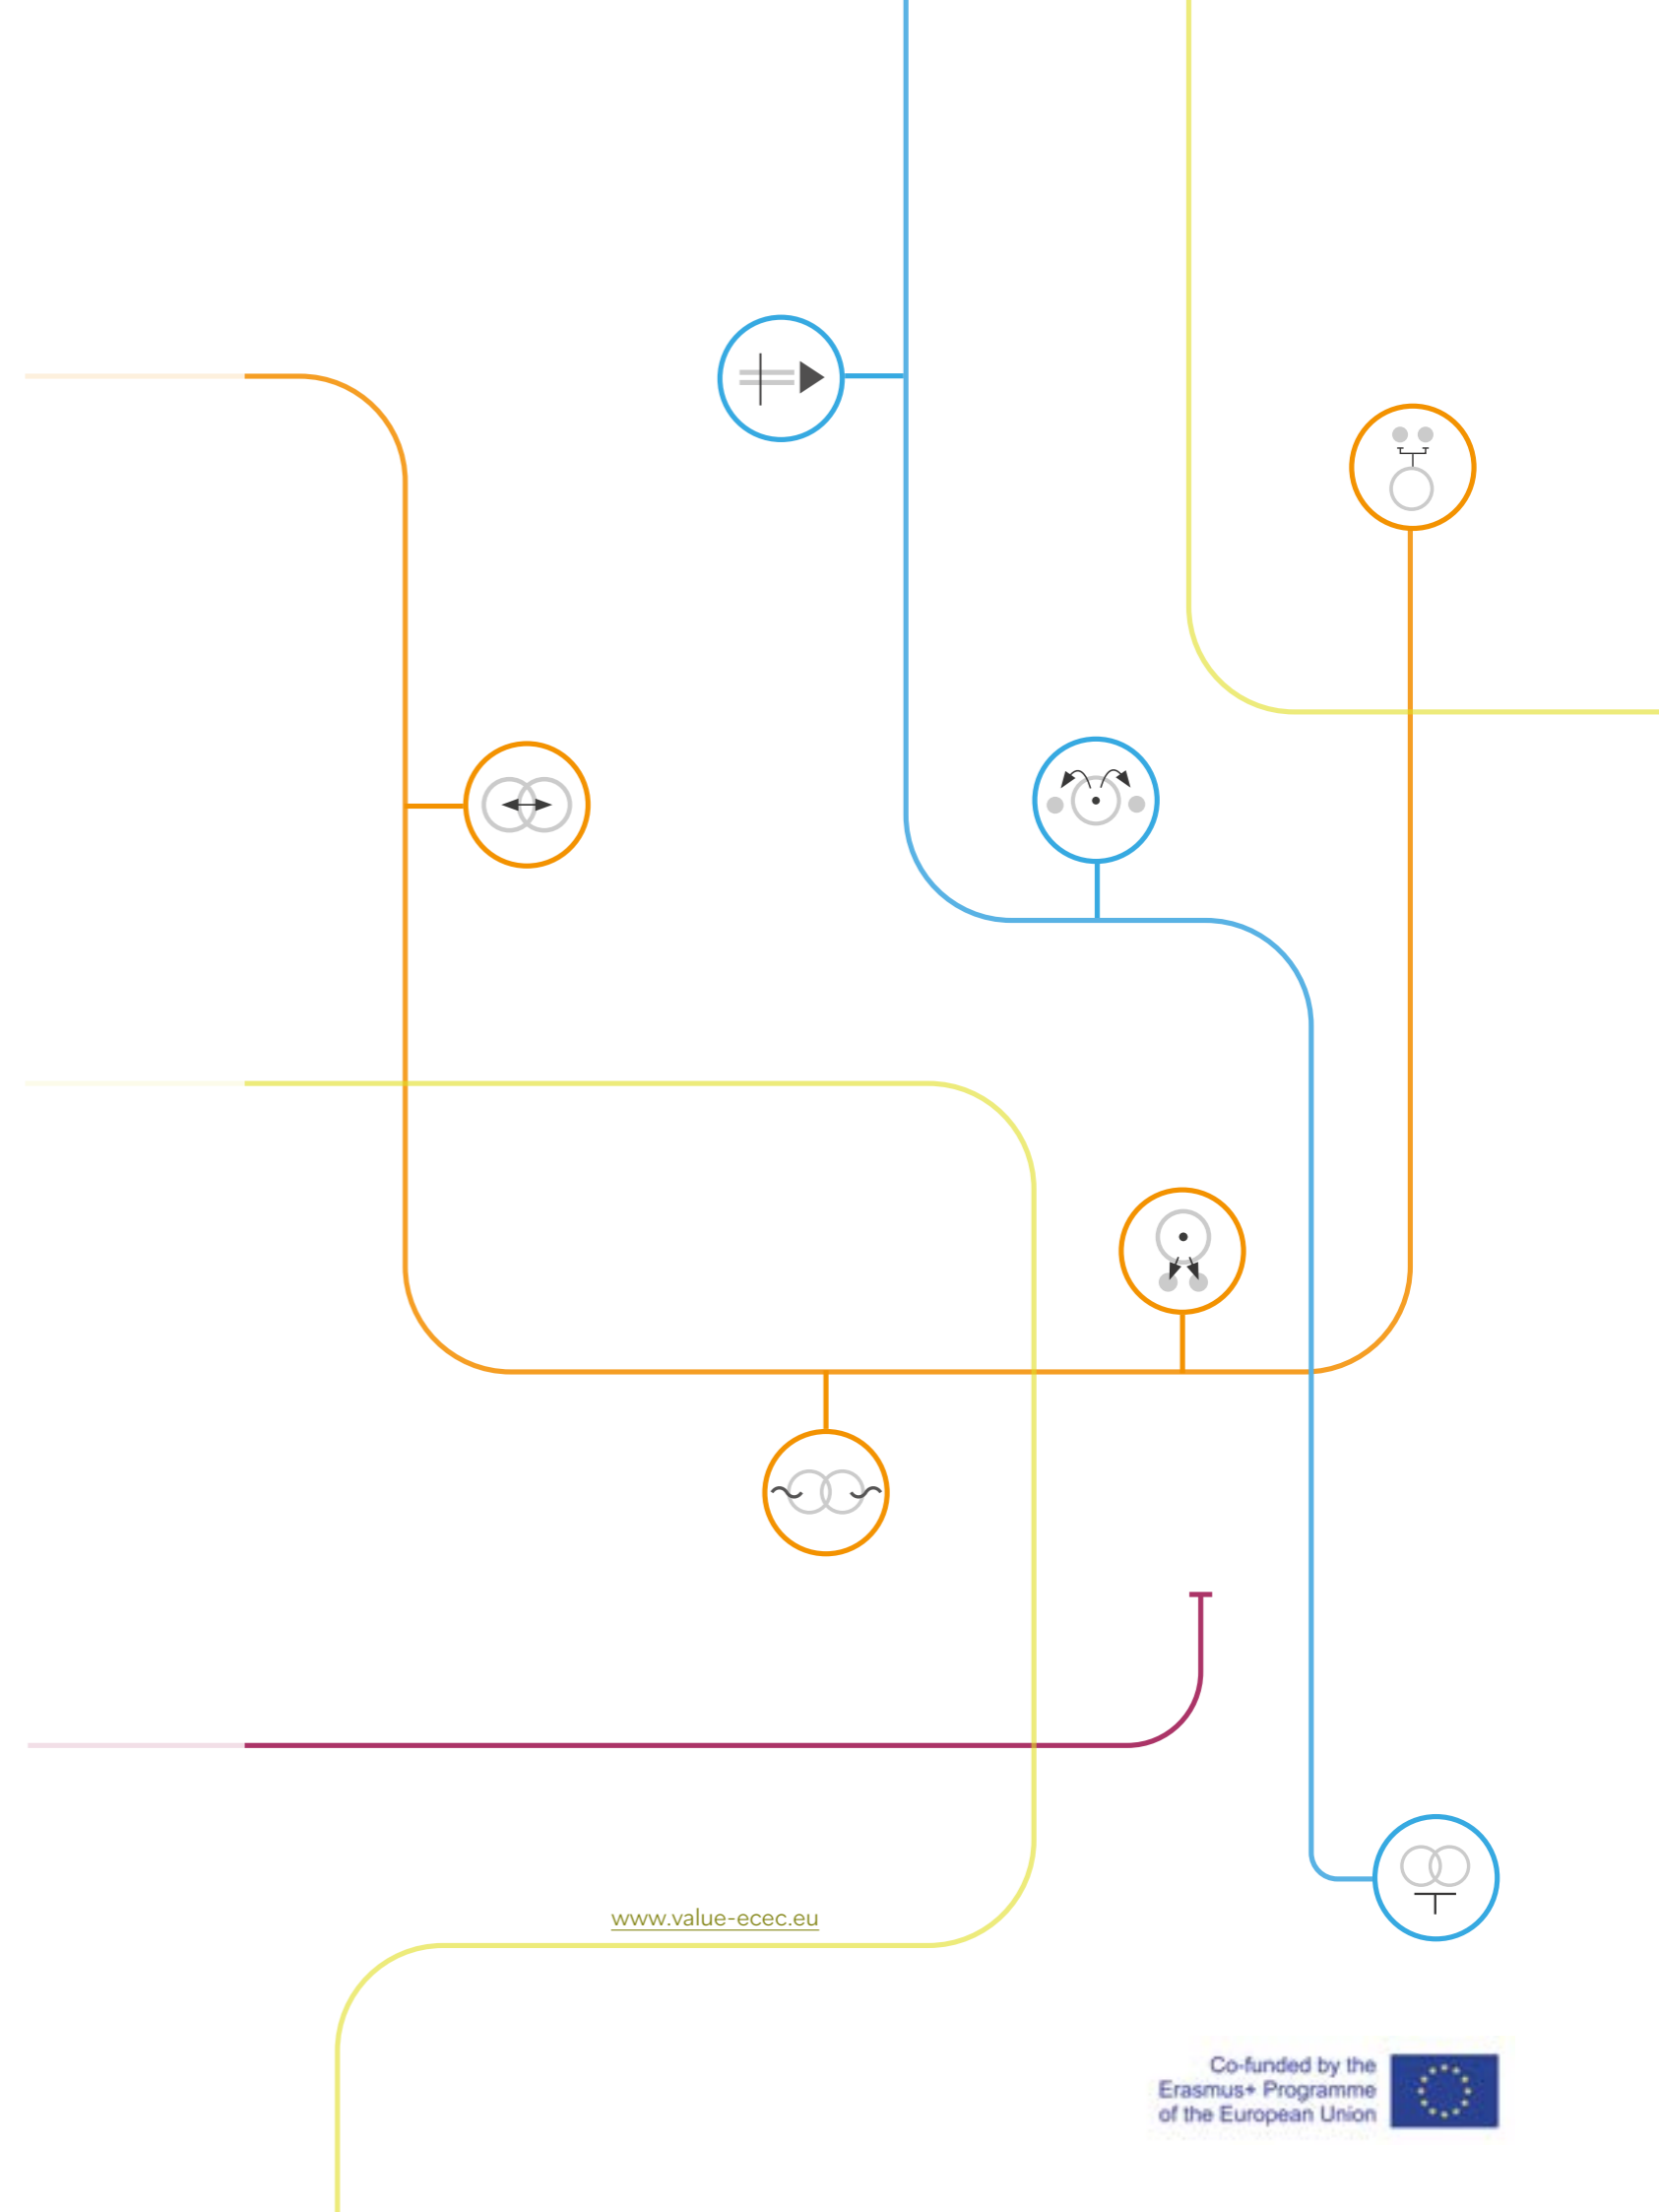 www.value-ecec.eu
Co-funded by the
Erasmus+ Programme
of the European Union